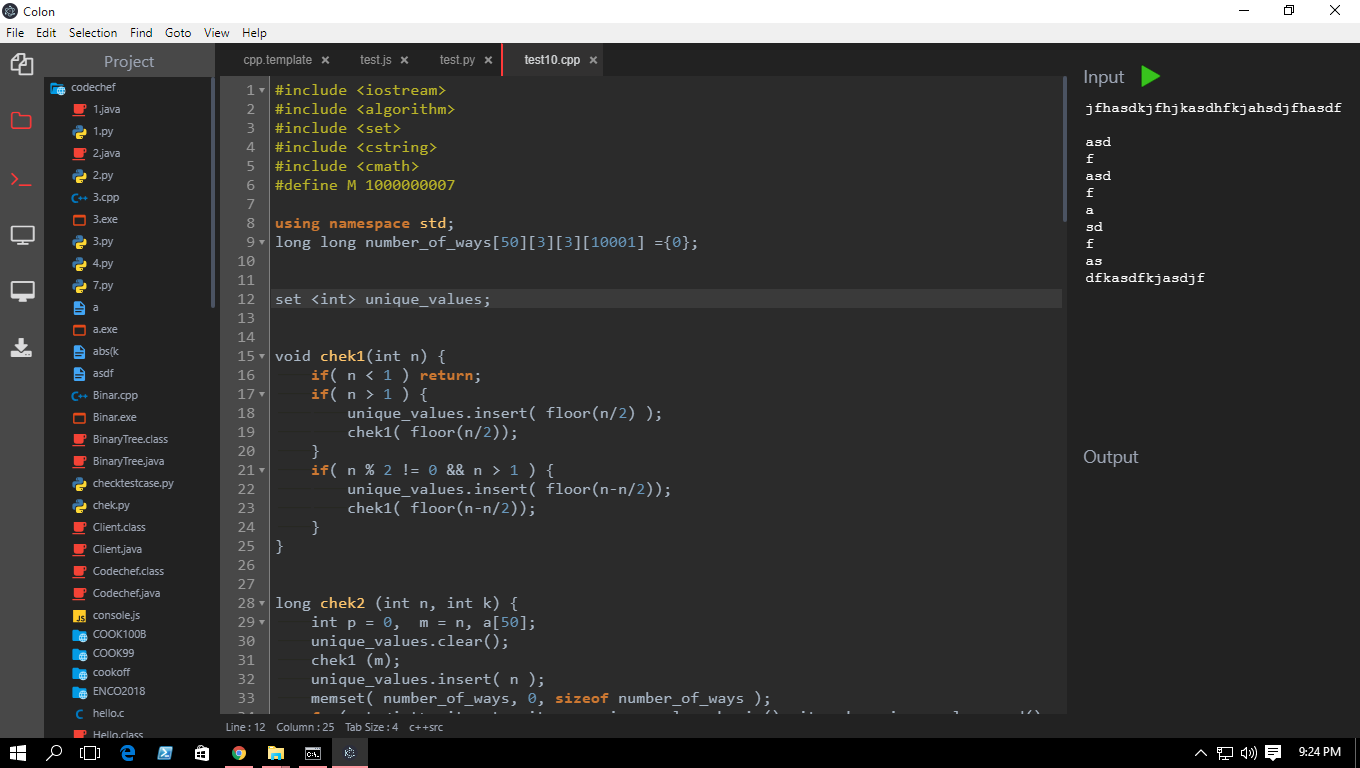 Colon
File Edit Selection Find Goto View Help
Project
codechef
1.java
1.py
2.java
2.py
3.cpp
3.exe
3.py
4.py
7.py
a
a.exe
abs(k
asdf
Binar.cpp
Binar.exe
BinaryTree.class
BinaryTree.java
checktestcase.py
chek.py
Client.class
Client.java
Codechef.class
Codechef.java
console.js
COOK100B
COOK99
cookoff
ENCO2018
hello.c
Hello.class
cpp.template × test.js × test.py × test10.cpp ×
1 #include <iostream>
2 #include <algorithm>
3 #include <set>
4 #include <cstring>
5 #include <cmath>
6 #define M 1000000007
7
8 using namespace std;
9 long long number_of_ways[50][3][3][10001] ={0};
10
11
12 set <int> unique_values;
13
14
15 void chek1(int n) {
16 if( n < 1 ) return;
17 if( n > 1 ) {
18 unique_values.insert( floor(n/2) );
19 chek1( floor(n/2));
20 }
21 if( n % 2 != 0 && n > 1 ) {
22 unique_values.insert( floor(n-n/2));
23 chek1( floor(n-n/2));
24 }
25 }
26
27
28 long chek2 (int n, int k) {
29 int p = 0, m = n, a[50];
30 unique_values.clear();
31 chek1 (m);
32 unique_values.insert( n );
33 memset( number_of_ways, 0, sizeof number_of_ways );
Line : 12 Column : 25 Tab Size : 4 c++src
Input
jfhasdkjfhjkasdhfkjahsdjfhasdf
asd
f
asd
f
a
sd
f
as
dfkasdfkjasdjf
Output
9:24 PM